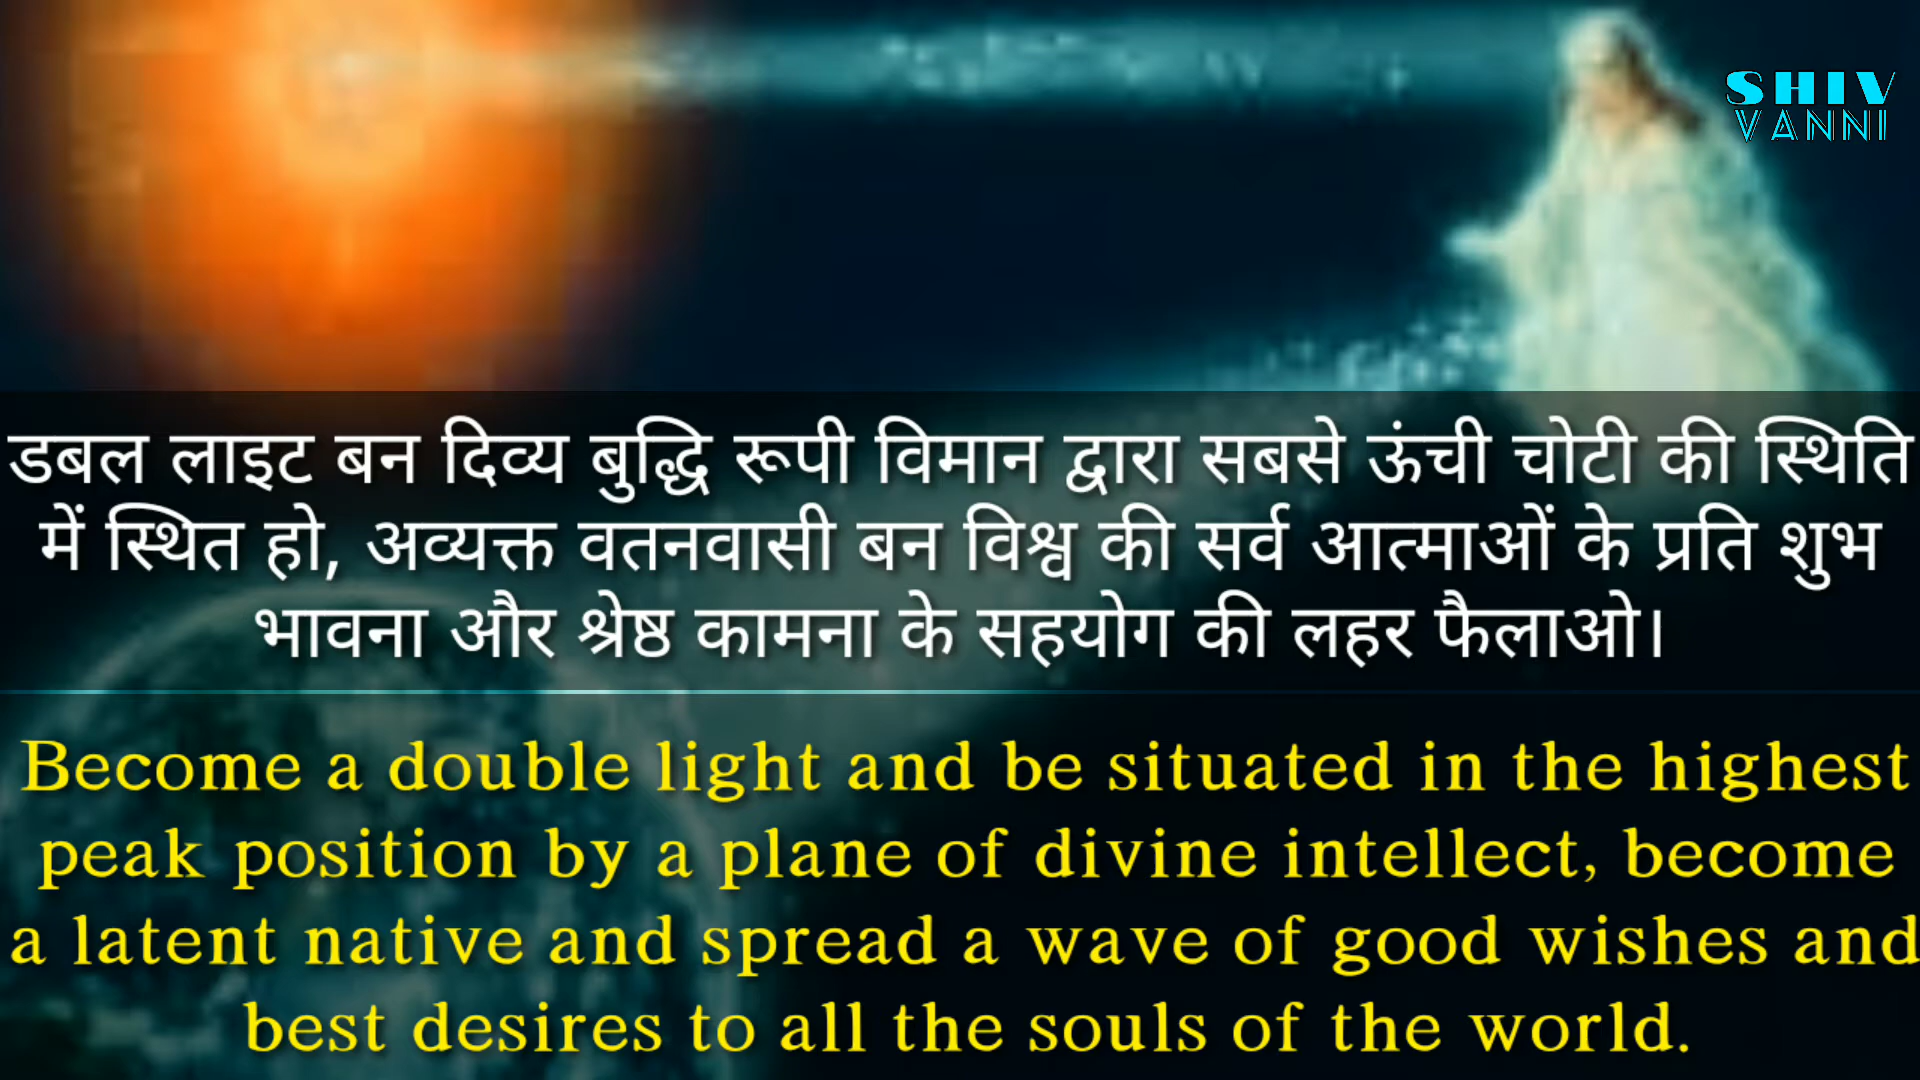 SHIV
VANNI
डबल लाइट बन दिव्य बुद्धि रूपी विमान द्वारा सबसे ऊंची चोटी की स्थिति
में स्थित हो, अव्यक्त वतनवासी बन विश्व की सर्व आत्माओं के प्रति शुभ
भावना और श्रेष्ठ कामना के सहयोग की लहर फैलाओ।
Become a double light and be situated in the highest
peak position by a plane of divine intellect, become
a latent native and spread a wave of good wishes and
best desires to all the souls of the world.